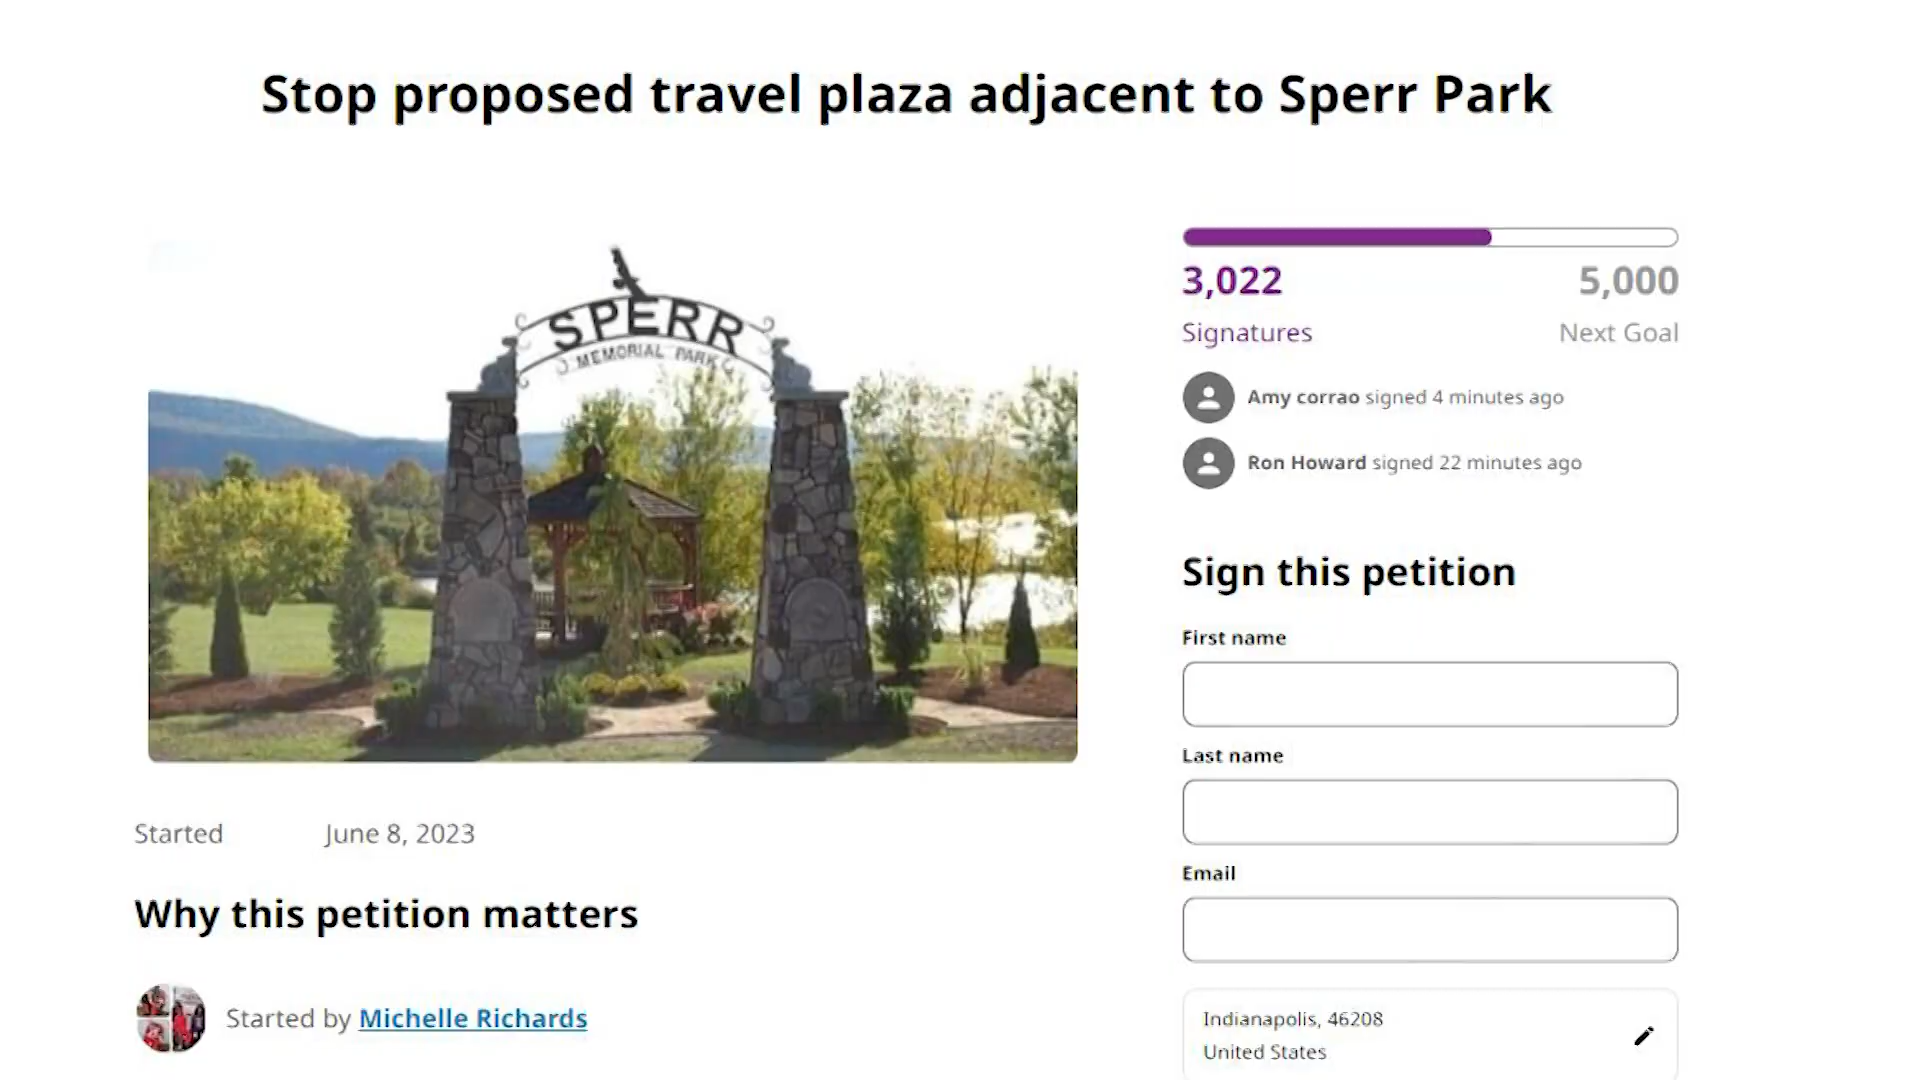 Stop proposed travel plaza adjacent to Sperr Park
SPERR
MEMORIAL PARK
Started June 8, 2023
Why this petition matters
Started by Michelle Richards
3,022 5,000
Signatures Next Goal
Amy corrao signed 4 minutes ago
Ron Howard signed 22 minutes ago
Sign this petition
First name
Last name
Email
Indianapolis, 46208
United States